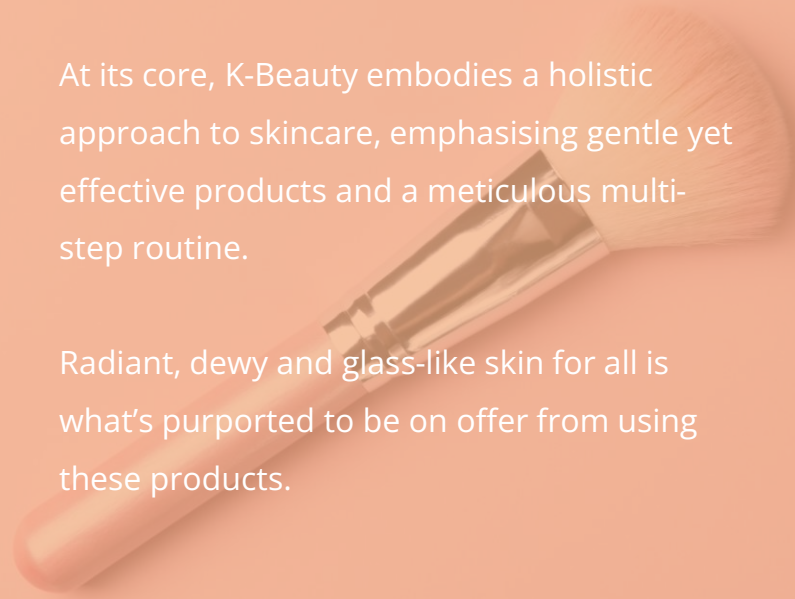 At its core, K-Beauty embodies a holistic
approach to skincare, emphasising gentle yet
effective products and a meticulous multi-
step routine.
Radiant, dewy and glass-like skin for all is
what’s purported to be on offer from using
these products.